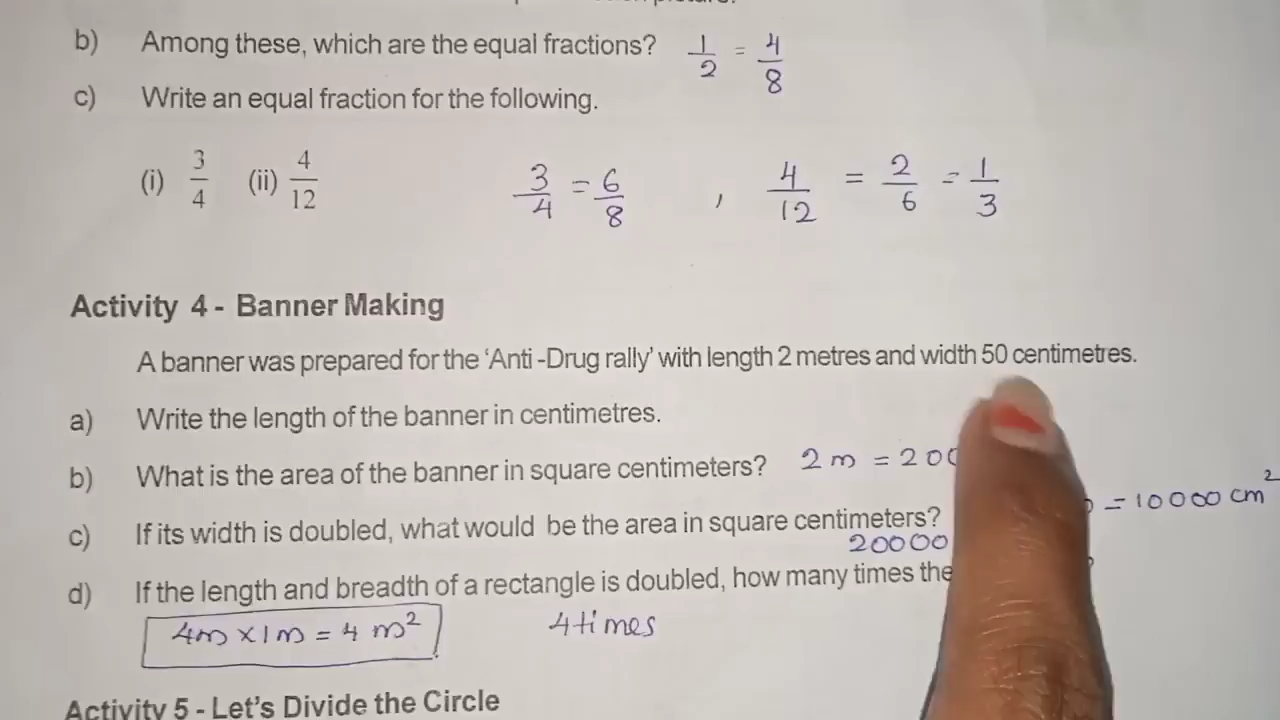 b) Among these, which are the equal fractions? 1/2 = 4/8
c) Write an equal fraction for the following.
(i) 3/4 (ii) 4/12 3/4 = 6/8 , 4/12 = 2/6 = 1/3
Activity 4 - Banner Making
A banner was prepared for the ‘Anti -Drug rally’ with length 2 metres and width 50 centimetres.
a) Write the length of the banner in centimetres.
b) What is the area of the banner in square centimeters? 2 m = 200
= 10000 cm²
c) If its width is doubled, what would be the area in square centimeters?
20000
d) If the length and breadth of a rectangle is doubled, how many times the
4m × 1m = 4 m² 4 times
Activity 5 - Let's Divide the Circle